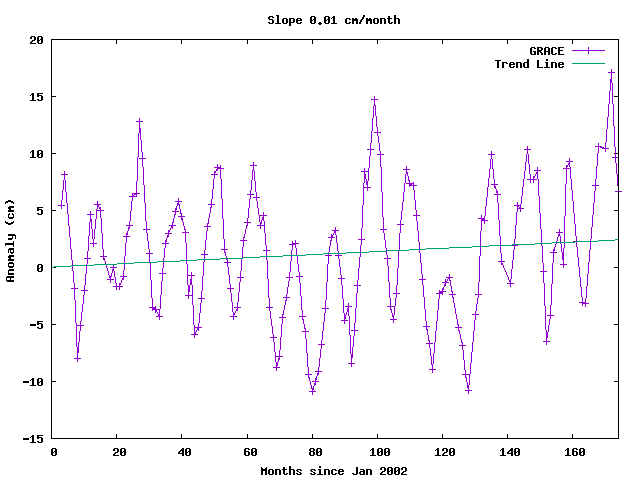 Slope 0.01 cm/month
GRACE
Trend Line
20
15
10
5
0
-5
-10
-15
Anomaly (cm)
0 20 40 60 80 100 120 140 160
Months since Jan 2002